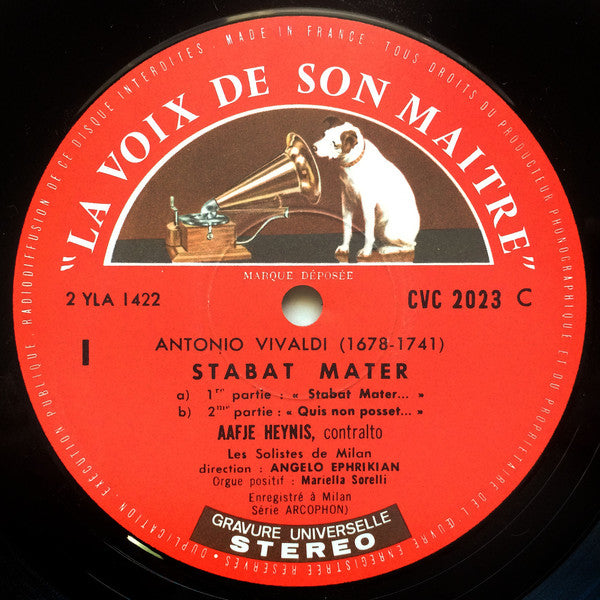 DUPLICATION, EXÉCUTION PUBLIQUE, RADIODIFFUSION DE CE DISQUE INTERDITES. MADE IN FRANCE. TOUS DROITS DU PRODUCTEUR PHONOGRAPHIQUE ET DU PROPRIÉTAIRE DE L'ŒUVRE ENREGISTRÉE RÉSERVÉS •
"LA VOIX DE SON MAITRE"
MARQUE DÉPOSÉE
2 YLA 1422
CVC 2023 C
I
ANTONIO VIVALDI (1678-1741)
STABAT MATER
a) 1re partie : « Stabat Mater... »
b) 2me partie : « Quis non posset... »
AAFJE HEYNIS, contralto
Les Solistes de Milan
direction : ANGELO EPHRIKIAN
Orgue positif : Mariella Sorelli
Enregistré à Milan
Série ARCOPHON)
GRAVURE UNIVERSELLE
STEREO